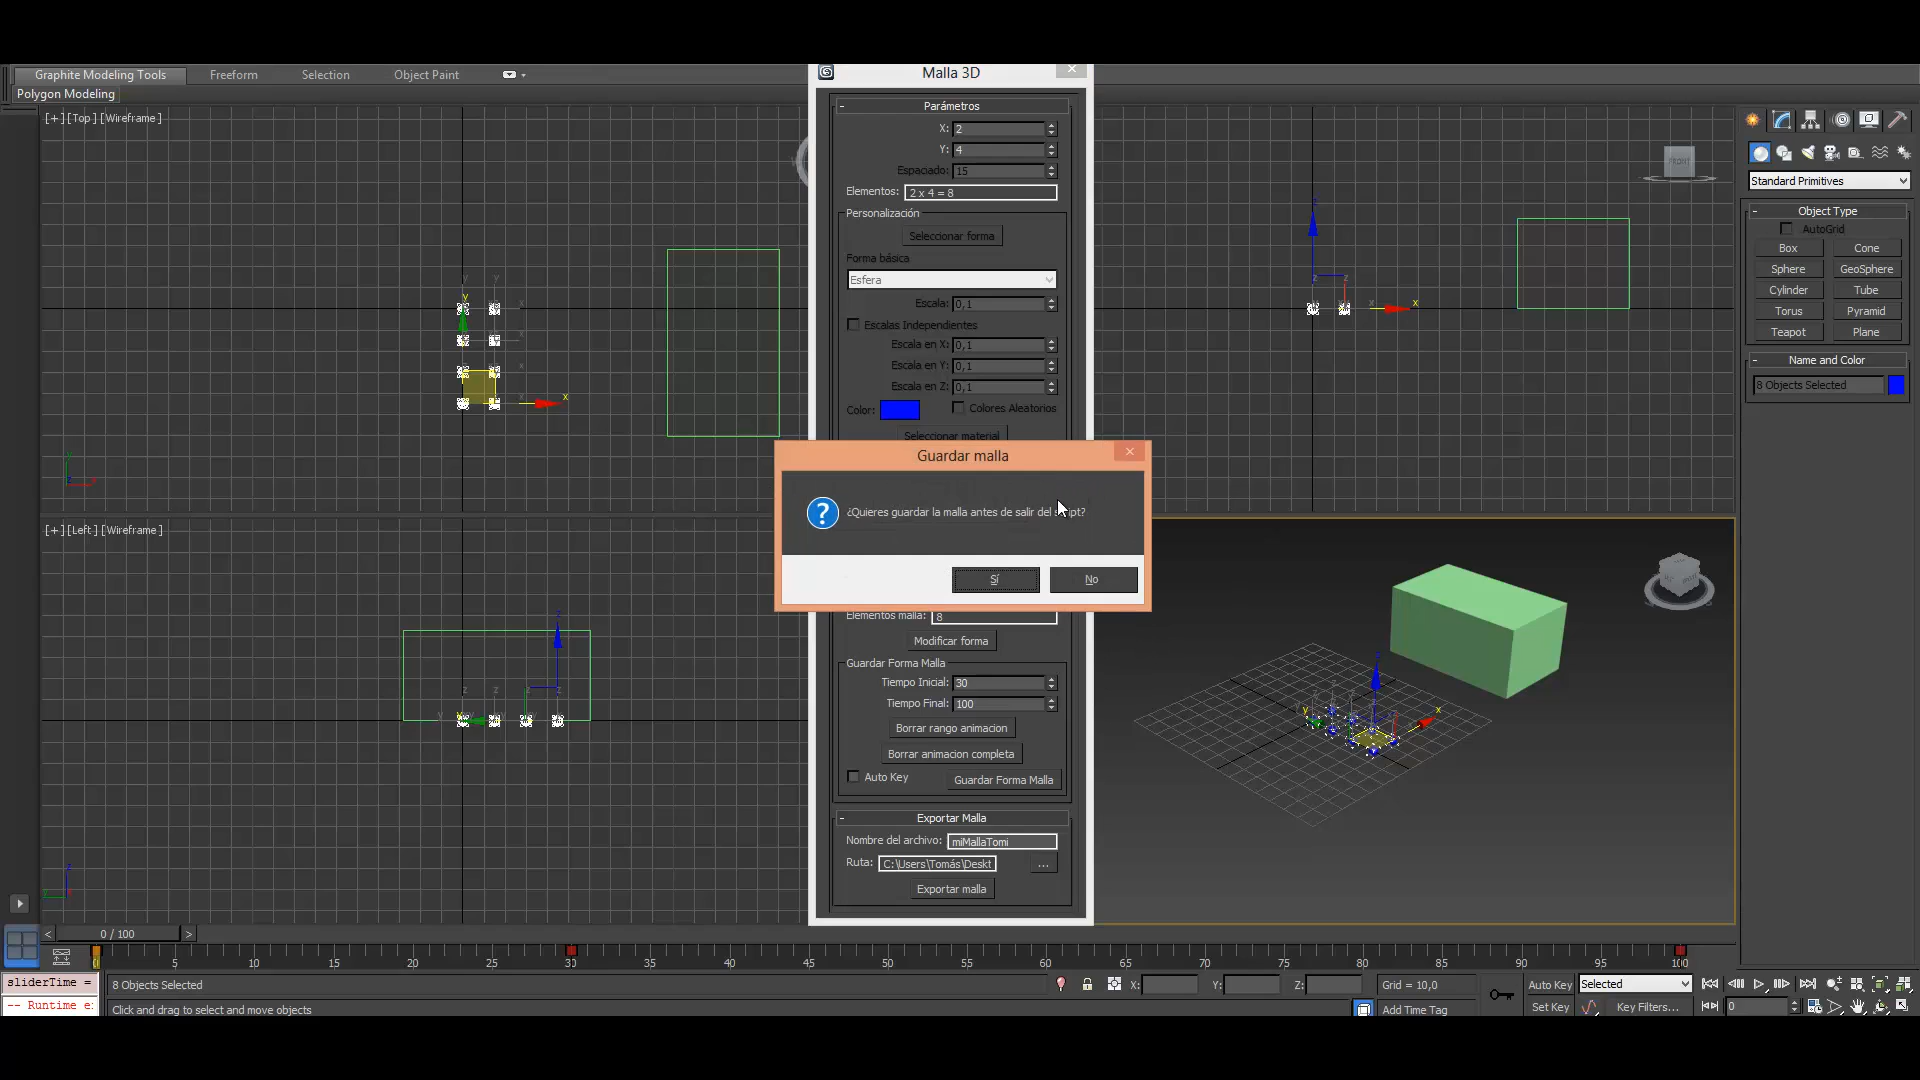 Graphite Modeling Tools
Freeform
Selection
Object Paint
Polygon Modeling
[+] [Top] [Wireframe]
Malla 3D
Parámetros
X: 2
Y: 4
Espaciado: 15
Elementos: 2 x 4 = 8
Personalización
Seleccionar forma
Forma básica
Esfera
Escala: 0,1
Escalas Independientes
Escala en X: 0,1
Escala en Y: 0,1
Escala en Z: 0,1
Color:
Colores Aleatorios
Seleccionar material
Guardar malla
¿Quieres guardar la malla antes de salir del script?
Sí
No
Elementos malla: 8
Modificar forma
Guardar Forma Malla
Tiempo Inicial: 30
Tiempo Final: 100
Borrar rango animacion
Borrar animacion completa
Auto Key
Guardar Forma Malla
Exportar Malla
Nombre del archivo: miMallaTomi
Ruta: C:\Users\Tomás\Deskt
...
Exportar malla
FRONT
Standard Primitives
Object Type
AutoGrid
Box
Cone
Sphere
GeoSphere
Cylinder
Tube
Torus
Pyramid
Teapot
Plane
Name and Color
8 Objects Selected
[+] [Left] [Wireframe]
0 / 100
0 5 10 15 20 25 30 35 40 45 50 55 60 65 70 75 80 85 90 95 100
sliderTime =
-- Runtime e
8 Objects Selected
Click and drag to select and move objects
X:
Y:
Z:
Grid = 10,0
Add Time Tag
Auto Key
Selected
Set Key
Key Filters...
0